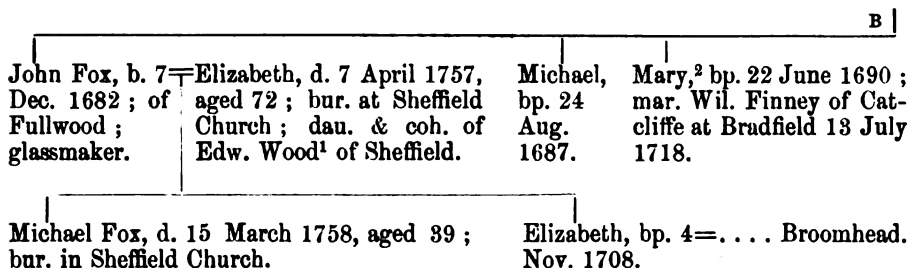 B
John Fox, b. 7=Elizabeth, d. 7 April 1757,
Dec. 1682 ; of aged 72 ; bur. at Sheffield
Fullwood ; Church ; dau. & coh. of
glassmaker. Edw. Wood¹ of Sheffield.
Michael,
bp. 24
Aug.
1687.
Mary,² bp. 22 June 1690 ;
mar. Wil. Finney of Cat-
cliffe at Bradfield 13 July
1718.
Michael Fox, d. 15 March 1758, aged 39 ;
bur. in Sheffield Church.
Elizabeth, bp. 4=. . . . Broomhead.
Nov. 1708.